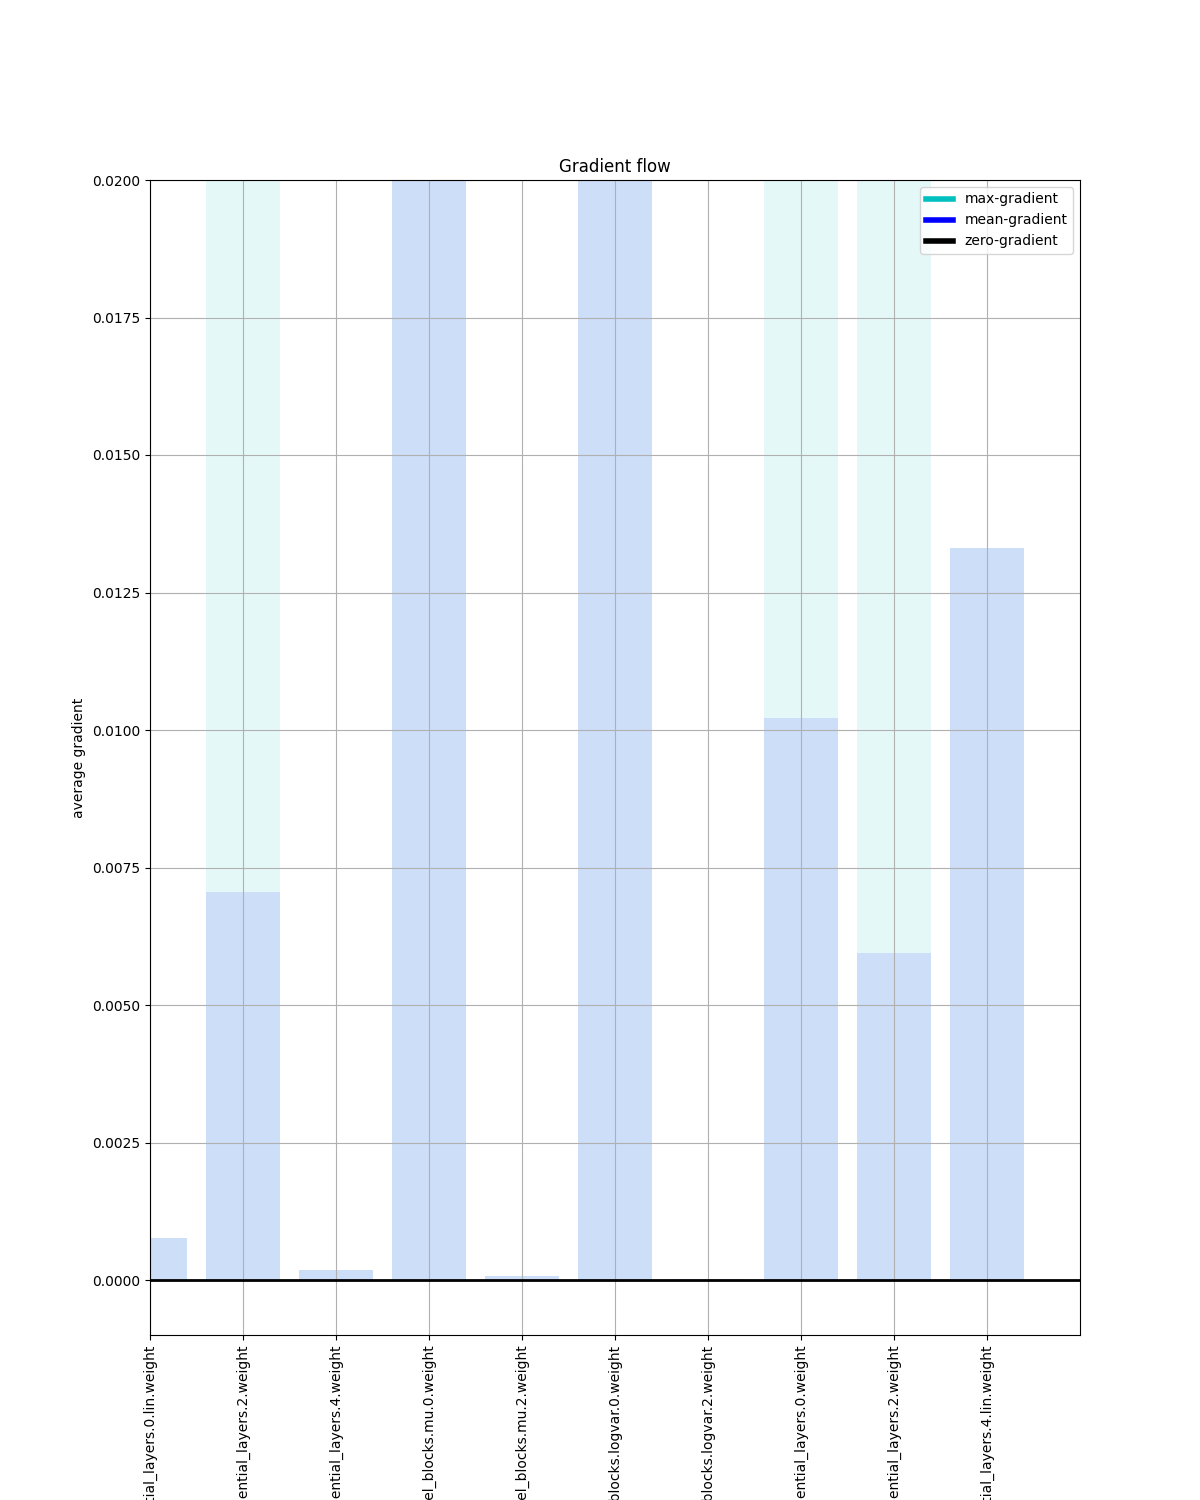 Gradient flow
max-gradient
mean-gradient
zero-gradient
0.0200
0.0175
0.0150
0.0125
0.0100
0.0075
0.0050
0.0025
0.0000
average gradient
tial_layers.0.lin.weight
ential_layers.2.weight
ential_layers.4.weight
el_blocks.mu.0.weight
el_blocks.mu.2.weight
blocks.logvar.0.weight
blocks.logvar.2.weight
ential_layers.0.weight
ential_layers.2.weight
tial_layers.4.lin.weight